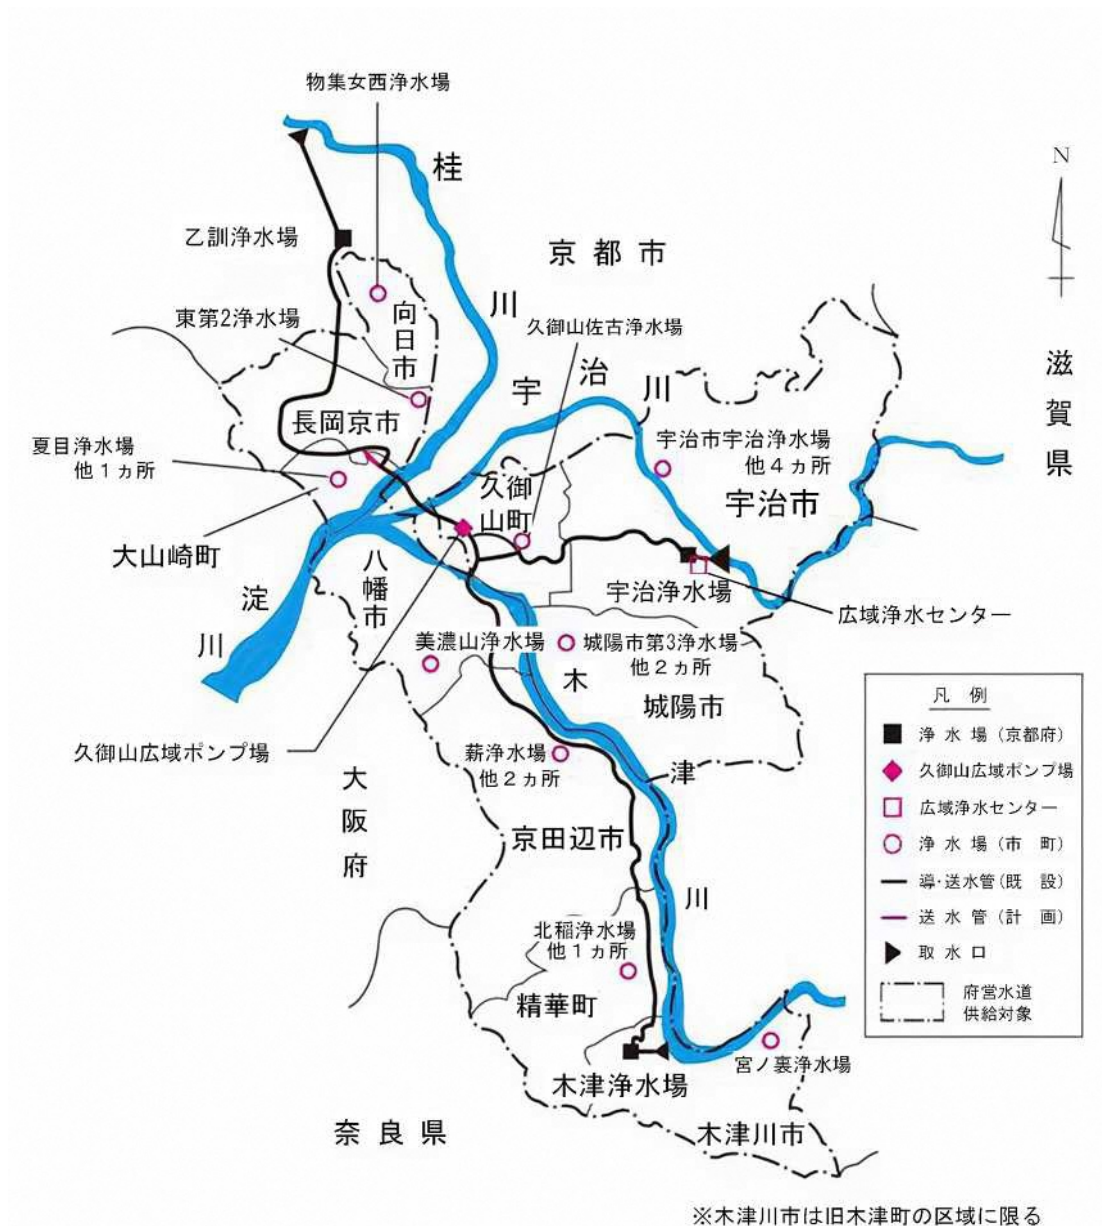 物集女西浄水場
桂
川
N
乙訓浄水場
京都市
東第2浄水場
向日市
久御山佐古浄水場
宇治川
滋賀県
長岡京市
夏目浄水場
他1ヵ所
宇治市宇治浄水場
他4ヵ所
久御
山町
宇治市
大山崎町
八幡市
淀
川
宇治浄水場
広域浄水センター
美濃山浄水場
城陽市第3浄水場
他2ヵ所
木
城陽市
久御山広域ポンプ場
薪浄水場
他2ヵ所
津
大阪府
京田辺市
川
北稲浄水場
他1ヵ所
精華町
宮ノ裏浄水場
木津浄水場
奈良県
木津川市
凡例
浄水場(京都府)
久御山広域ポンプ場
広域浄水センター
浄水場(市町)
導・送水管(既設)
送水管(計画)
取水口
府営水道
供給対象
※木津川市は旧木津町の区域に限る